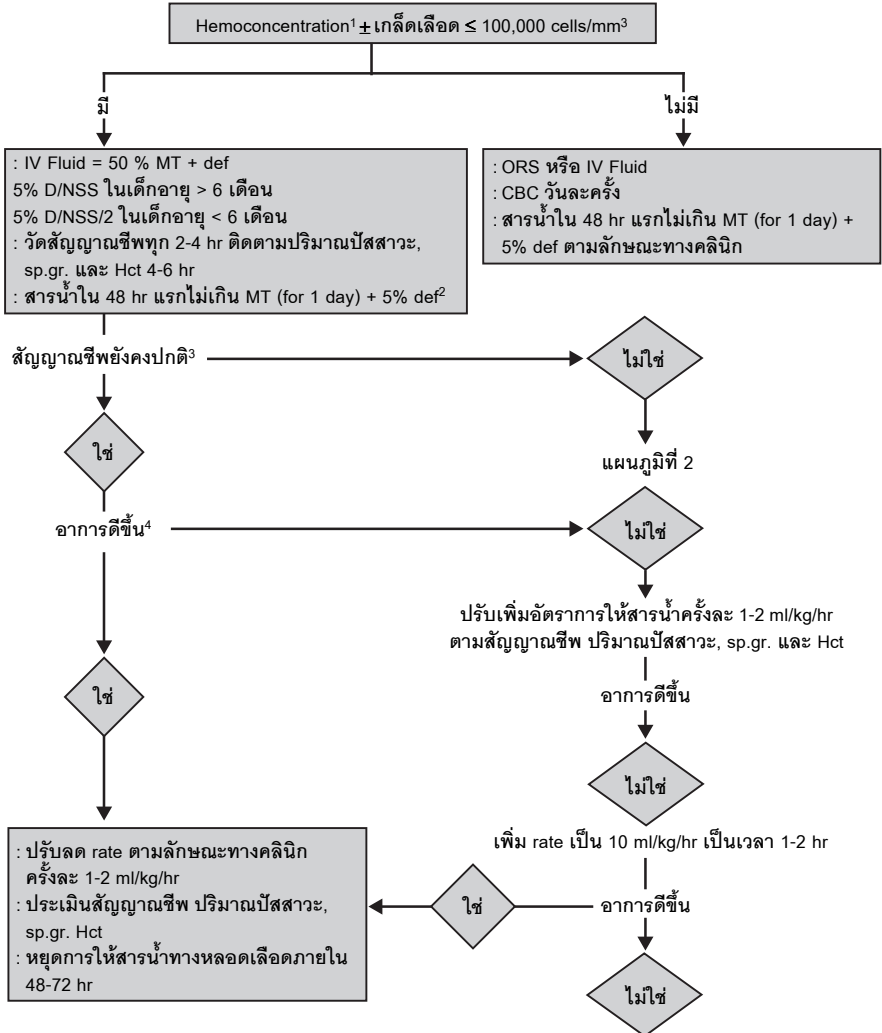 Hemoconcentration¹ ± เกล็ดเลือด ≤ 100,000 cells/mm³
มี
ไม่มี
: IV Fluid = 50 % MT + def
5% D/NSS ในเด็กอายุ > 6 เดือน
5% D/NSS/2 ในเด็กอายุ < 6 เดือน
: วัดสัญญาณชีพทุก 2-4 hr ติดตามปริมาณปัสสาวะ,
sp.gr. และ Hct 4-6 hr
: สารน้ำใน 48 hr แรกไม่เกิน MT (for 1 day) + 5% def²
: ORS หรือ IV Fluid
: CBC วันละครั้ง
: สารน้ำใน 48 hr แรกไม่เกิน MT (for 1 day) +
5% def ตามลักษณะทางคลินิก
สัญญาณชีพยังคงปกติ³
ไม่ใช่
ใช่
แผนภูมิที่ 2
อาการดีขึ้น⁴
ไม่ใช่
ปรับเพิ่มอัตราการให้สารน้ำครั้งละ 1-2 ml/kg/hr
ตามสัญญาณชีพ ปริมาณปัสสาวะ, sp.gr. และ Hct
ใช่
อาการดีขึ้น
ไม่ใช่
เพิ่ม rate เป็น 10 ml/kg/hr เป็นเวลา 1-2 hr
: ปรับลด rate ตามลักษณะทางคลินิก
ครั้งละ 1-2 ml/kg/hr
: ประเมินสัญญาณชีพ ปริมาณปัสสาวะ,
sp.gr. Hct
: หยุดการให้สารน้ำทางหลอดเลือดภายใน
48-72 hr
ใช่
อาการดีขึ้น
ไม่ใช่